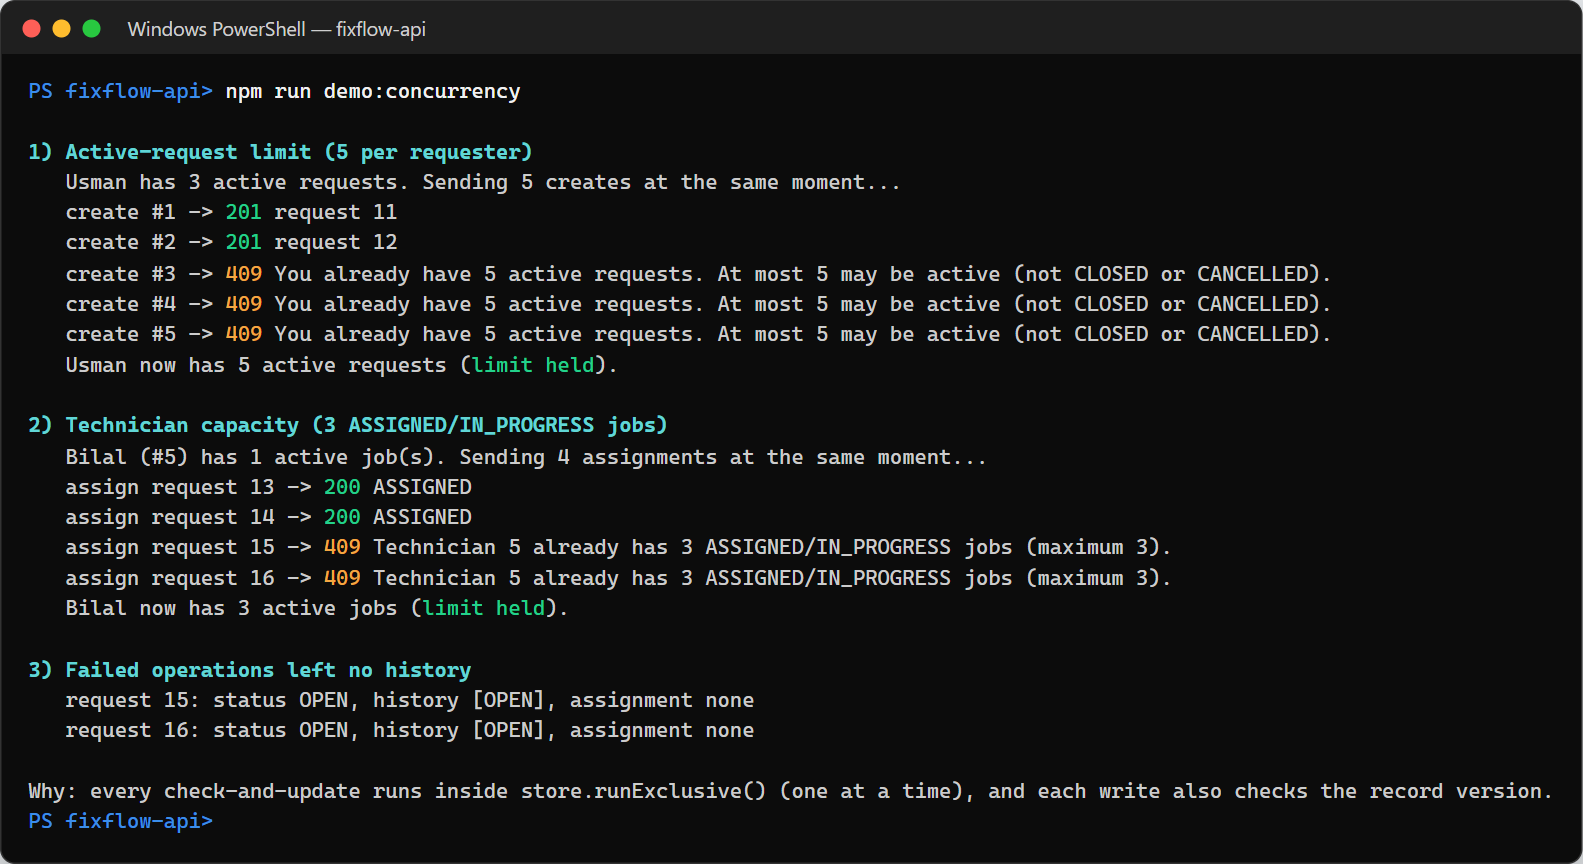 Windows PowerShell — fixflow-api
PS fixflow-api> npm run demo:concurrency
1) Active-request limit (5 per requester)
Usman has 3 active requests. Sending 5 creates at the same moment...
create #1 -> 201 request 11
create #2 -> 201 request 12
create #3 -> 409 You already have 5 active requests. At most 5 may be active (not CLOSED or CANCELLED).
create #4 -> 409 You already have 5 active requests. At most 5 may be active (not CLOSED or CANCELLED).
create #5 -> 409 You already have 5 active requests. At most 5 may be active (not CLOSED or CANCELLED).
Usman now has 5 active requests (limit held).
2) Technician capacity (3 ASSIGNED/IN_PROGRESS jobs)
Bilal (#5) has 1 active job(s). Sending 4 assignments at the same moment...
assign request 13 -> 200 ASSIGNED
assign request 14 -> 200 ASSIGNED
assign request 15 -> 409 Technician 5 already has 3 ASSIGNED/IN_PROGRESS jobs (maximum 3).
assign request 16 -> 409 Technician 5 already has 3 ASSIGNED/IN_PROGRESS jobs (maximum 3).
Bilal now has 3 active jobs (limit held).
3) Failed operations left no history
request 15: status OPEN, history [OPEN], assignment none
request 16: status OPEN, history [OPEN], assignment none
Why: every check-and-update runs inside store.runExclusive() (one at a time), and each write also checks the record version.
PS fixflow-api>